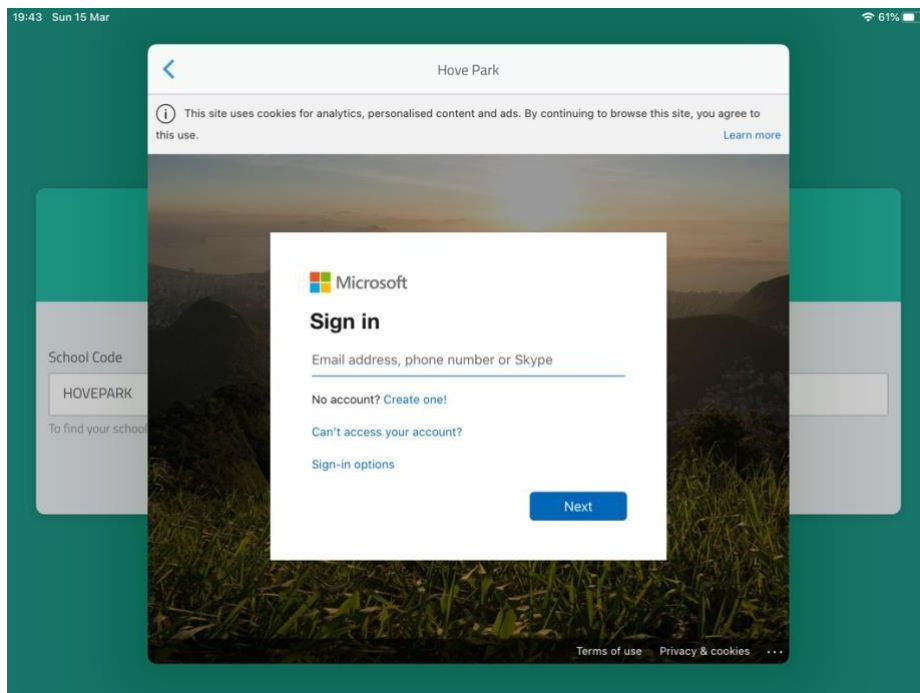 19:43 Sun 15 Mar
61%
Hove Park
This site uses cookies for analytics, personalised content and ads. By continuing to browse this site, you agree to
this use.
Learn more
Microsoft
Sign in
Email address, phone number or Skype
No account? Create one!
Can't access your account?
Sign-in options
Next
School Code
HOVEPARK
To find your school
Terms of use
Privacy & cookies
...